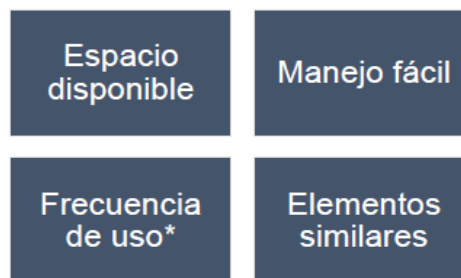 Espacio
disponible
Manejo fácil
Frecuencia
de uso*
Elementos
similares